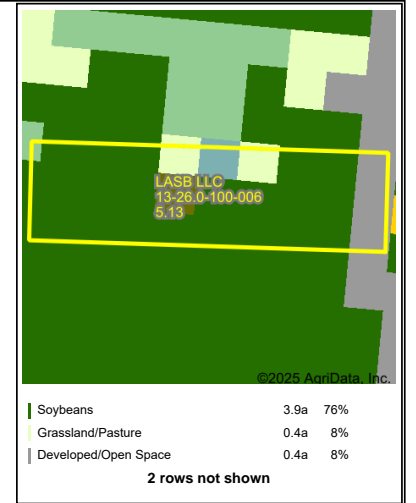 LASB LLC
13-26.0-100-006
5.13
©2025 AgriData, Inc.
Soybeans 3.9a 76%
Grassland/Pasture 0.4a 8%
Developed/Open Space 0.4a 8%
2 rows not shown